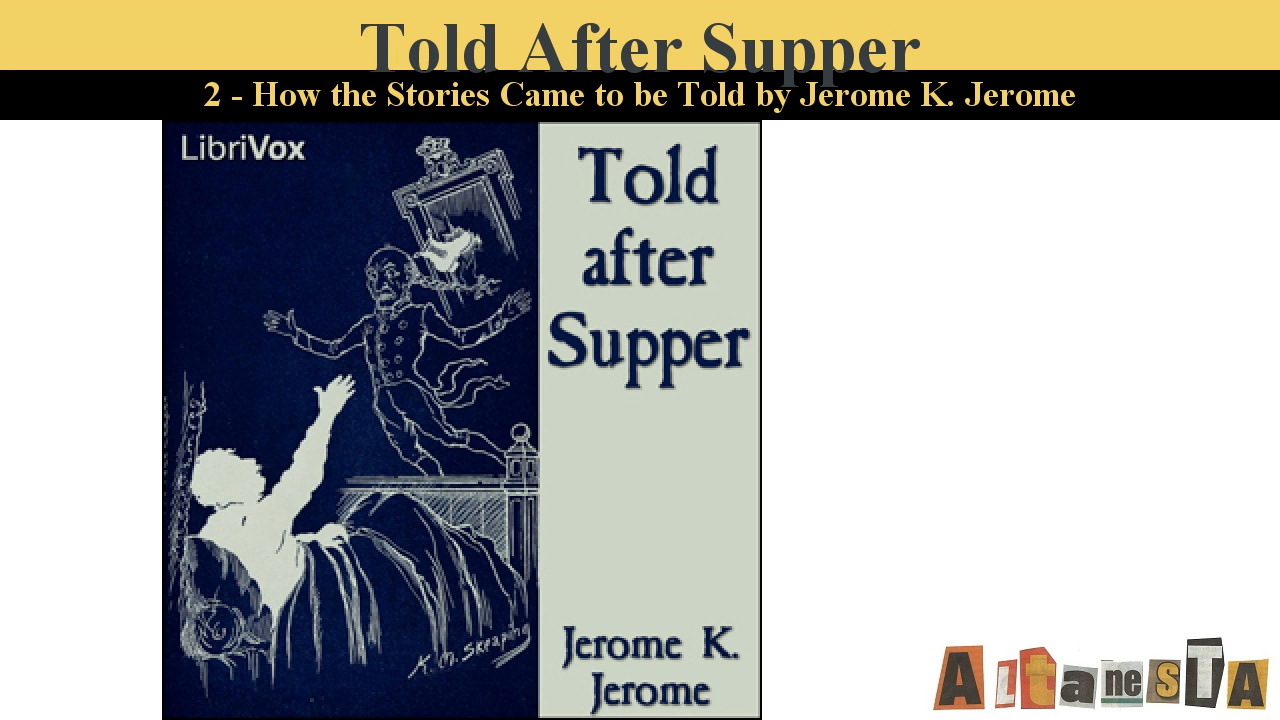 Told After Supper
2 - How the Stories Came to be Told by Jerome K. Jerome
LibriVox
Told
after
Supper
K. M. Skeaping
Jerome K.
Jerome
AltanestA